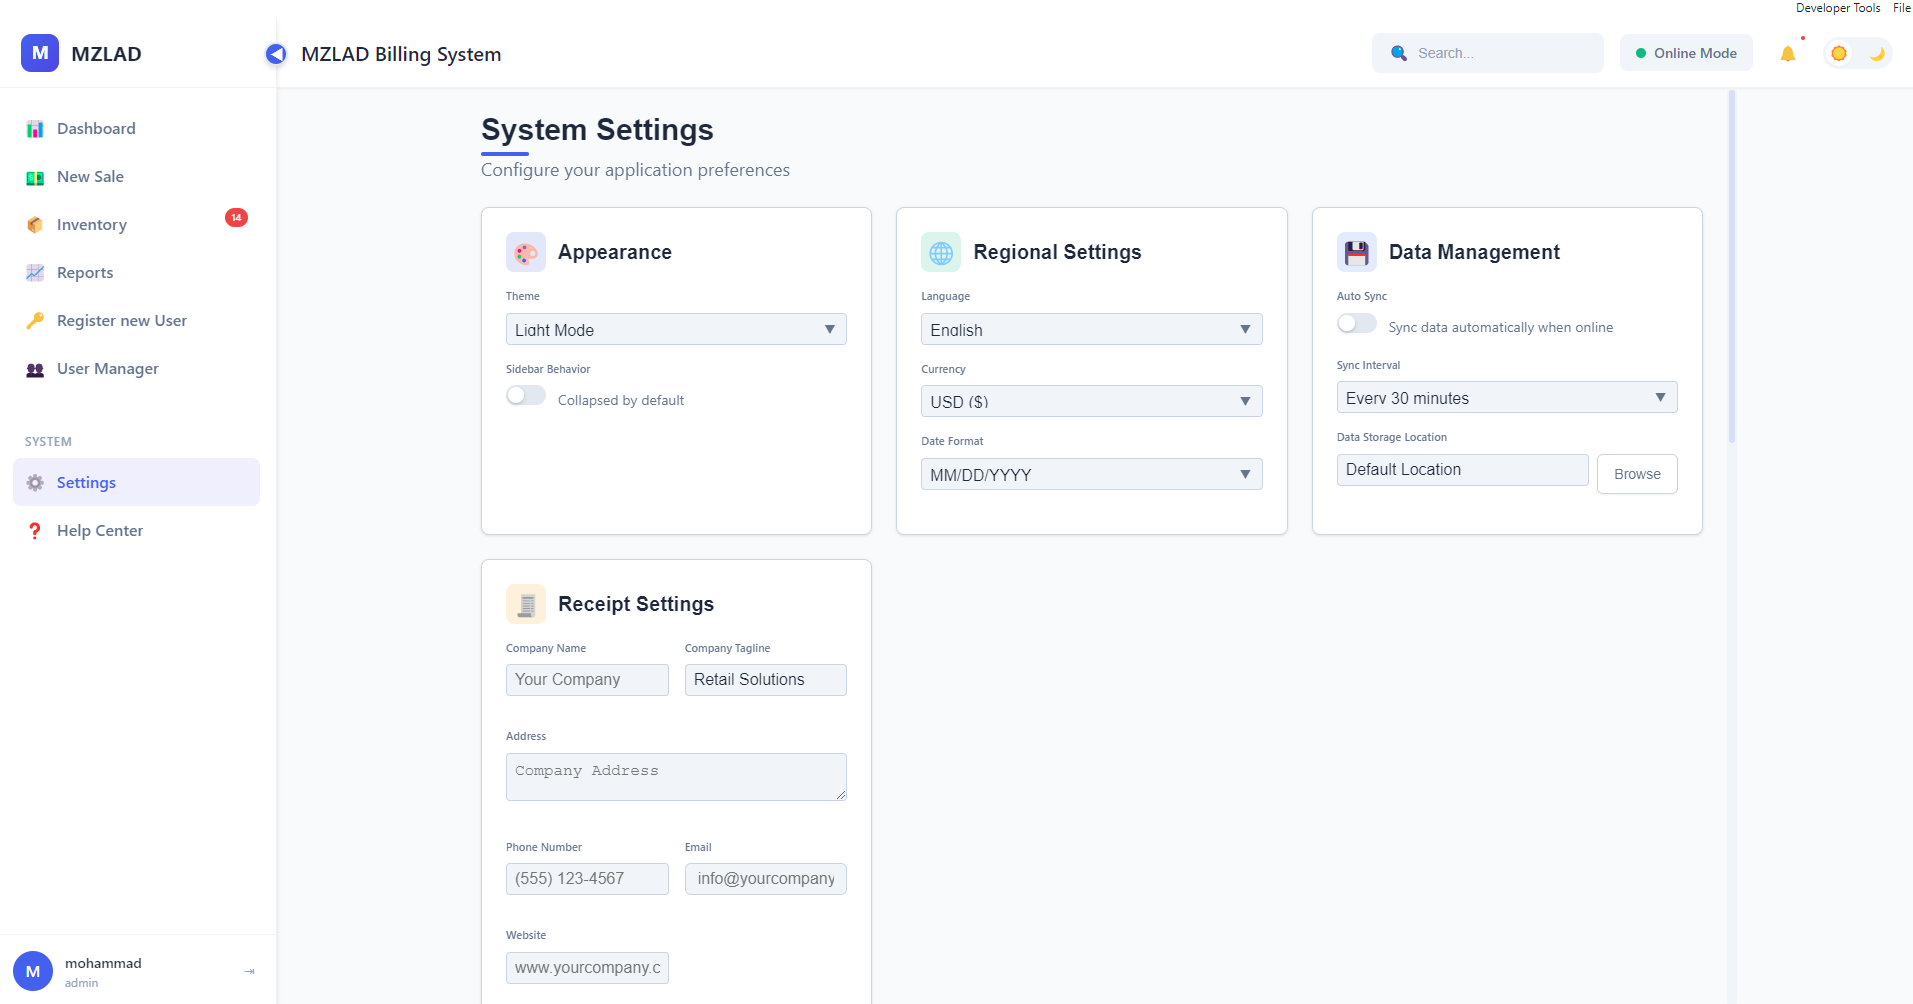 Developer Tools File
M MZLAD
MZLAD Billing System
Search...
Online Mode
Dashboard
New Sale
Inventory
14
Reports
Register new User
User Manager
SYSTEM
Settings
Help Center
M
mohammad
admin
System Settings
Configure your application preferences
Appearance
Theme
Light Mode
Sidebar Behavior
Collapsed by default
Regional Settings
Language
English
Currency
USD ($)
Date Format
MM/DD/YYYY
Data Management
Auto Sync
Sync data automatically when online
Sync Interval
Every 30 minutes
Data Storage Location
Default Location
Browse
Receipt Settings
Company Name
Your Company
Company Tagline
Retail Solutions
Address
Company Address
Phone Number
(555) 123-4567
Email
info@yourcompany
Website
www.yourcompany.c